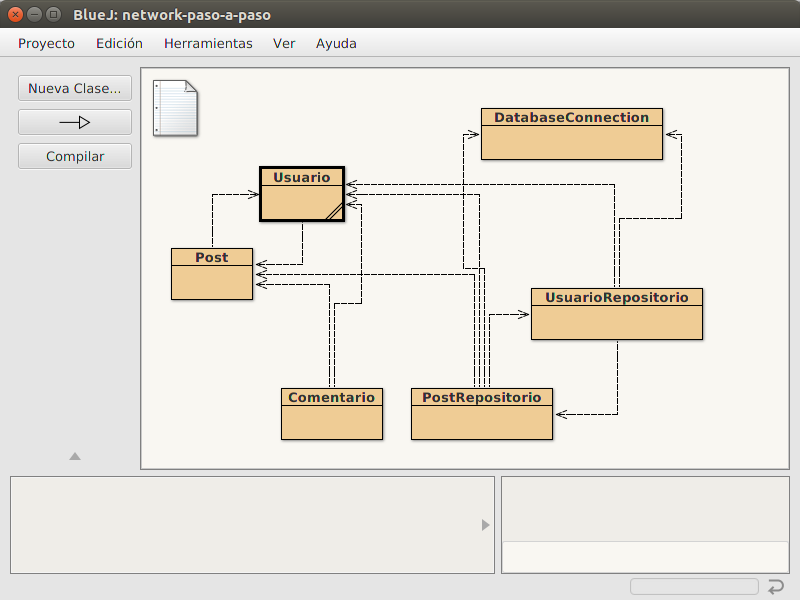 BlueJ: network-paso-a-paso
Proyecto Edición Herramientas Ver Ayuda
Nueva Clase...
Compilar
DatabaseConnection
Usuario
Post
UsuarioRepositorio
Comentario
PostRepositorio